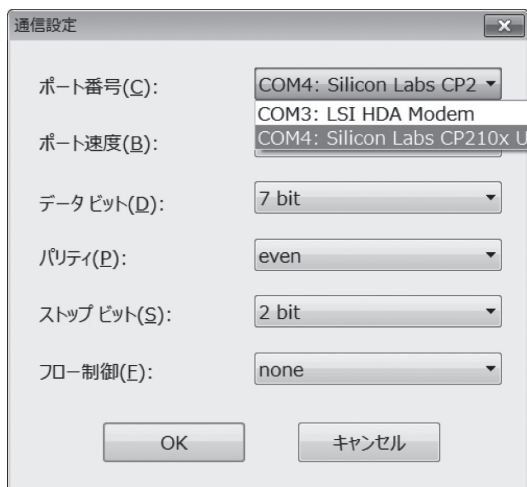 通信設定
ポート番号(C): COM4: Silicon Labs CP2
COM3: LSI HDA Modem
ポート速度(B): COM4: Silicon Labs CP210x U
データ ビット(D): 7 bit
パリティ(P): even
ストップ ビット(S): 2 bit
フロー制御(F): none
OK キャンセル